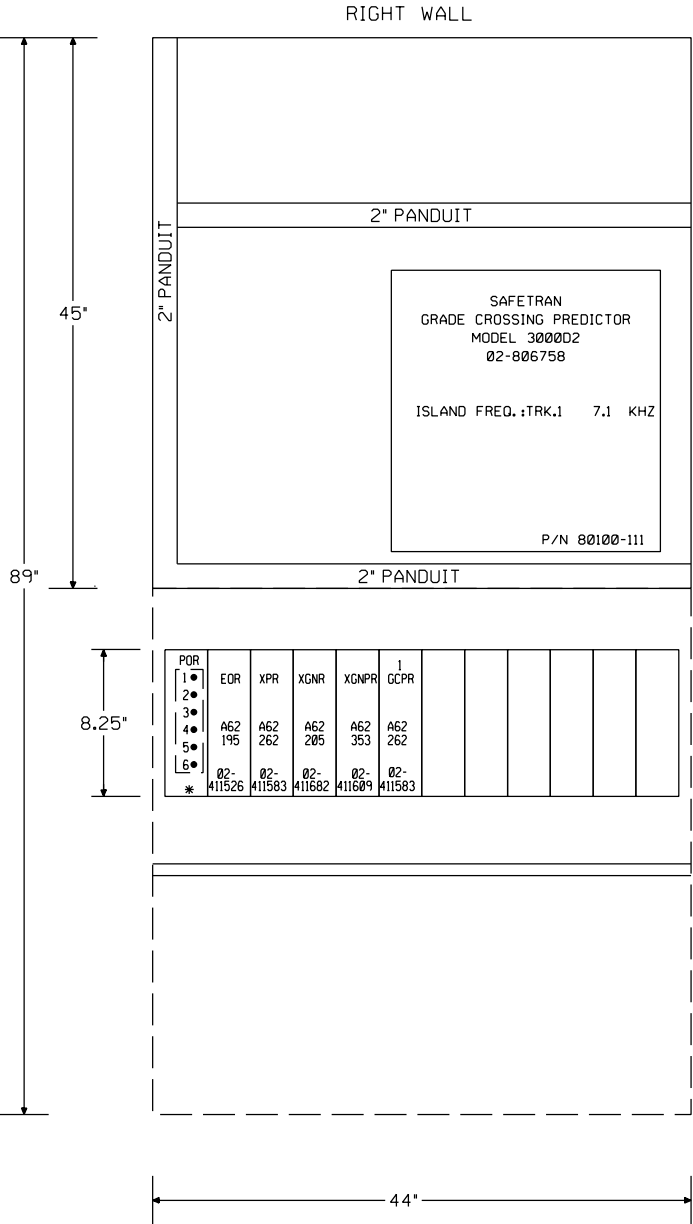 RIGHT WALL
2" PANDUIT
2" PANDUIT
45"
SAFETRAN
GRADE CROSSING PREDICTOR
MODEL 3000D2
02-806758
ISLAND FREQ.:TRK.1 7.1 KHZ
P/N 80100-111
89"
2" PANDUIT
8.25"
POR
1
2
3
4
5
6
*
EOR
A62
195
02-
411526
XPR
A62
262
02-
411583
XGNR
A62
205
02-
411682
XGNPR
A62
353
02-
411609
1
GCPR
A62
262
02-
411583
44"